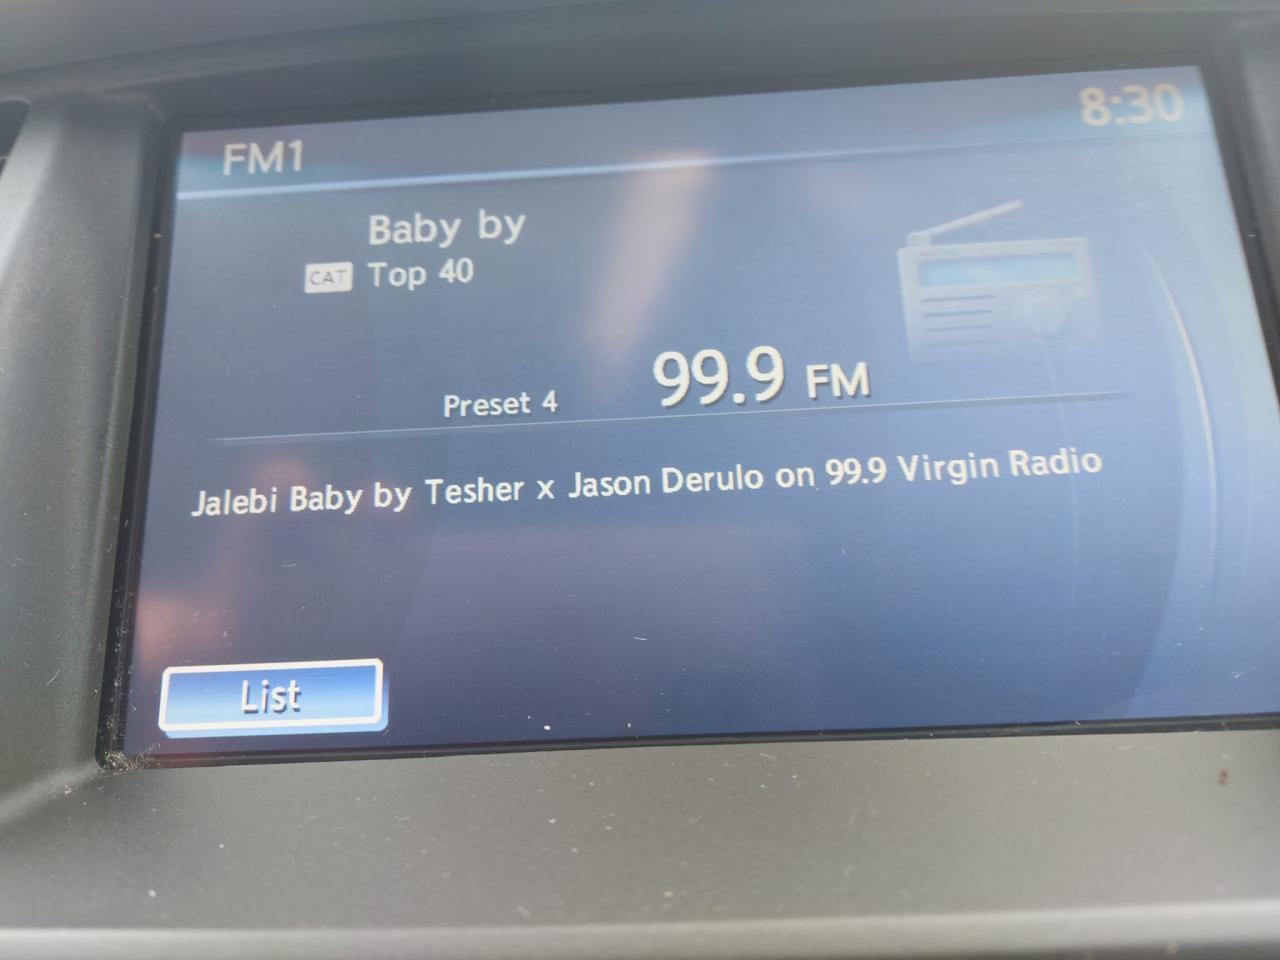 FM1 8:30
Baby by
CAT Top 40
Preset 4 99.9 FM
Jalebi Baby by Tesher x Jason Derulo on 99.9 Virgin Radio
List